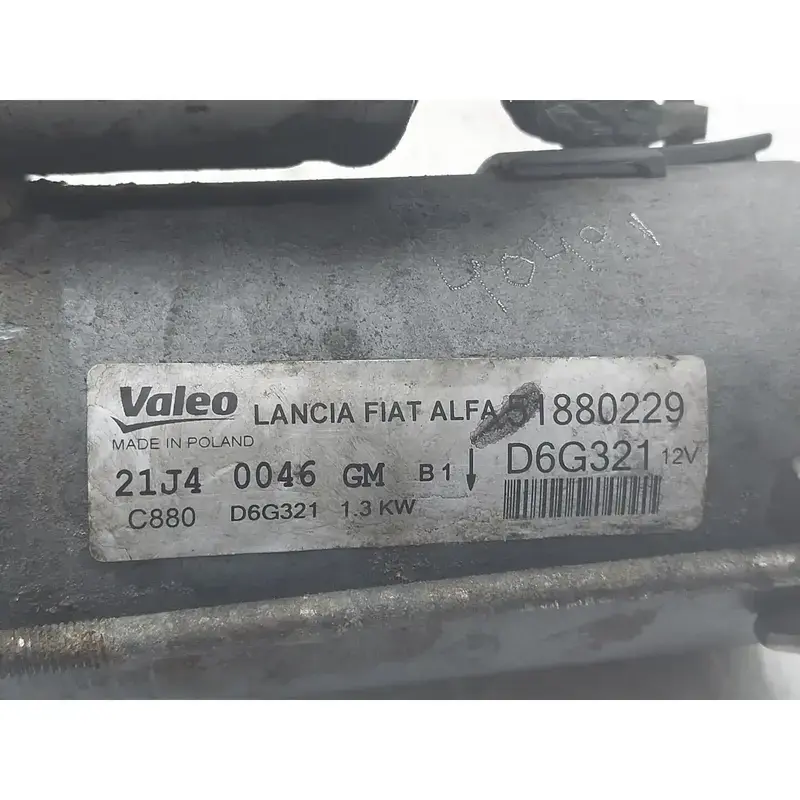 Valeo LANCIA FIAT ALFA 51880229
MADE IN POLAND
21J4 0046 GM B1 ↓ D6G321 12V
C880 D6G321 1.3 KW